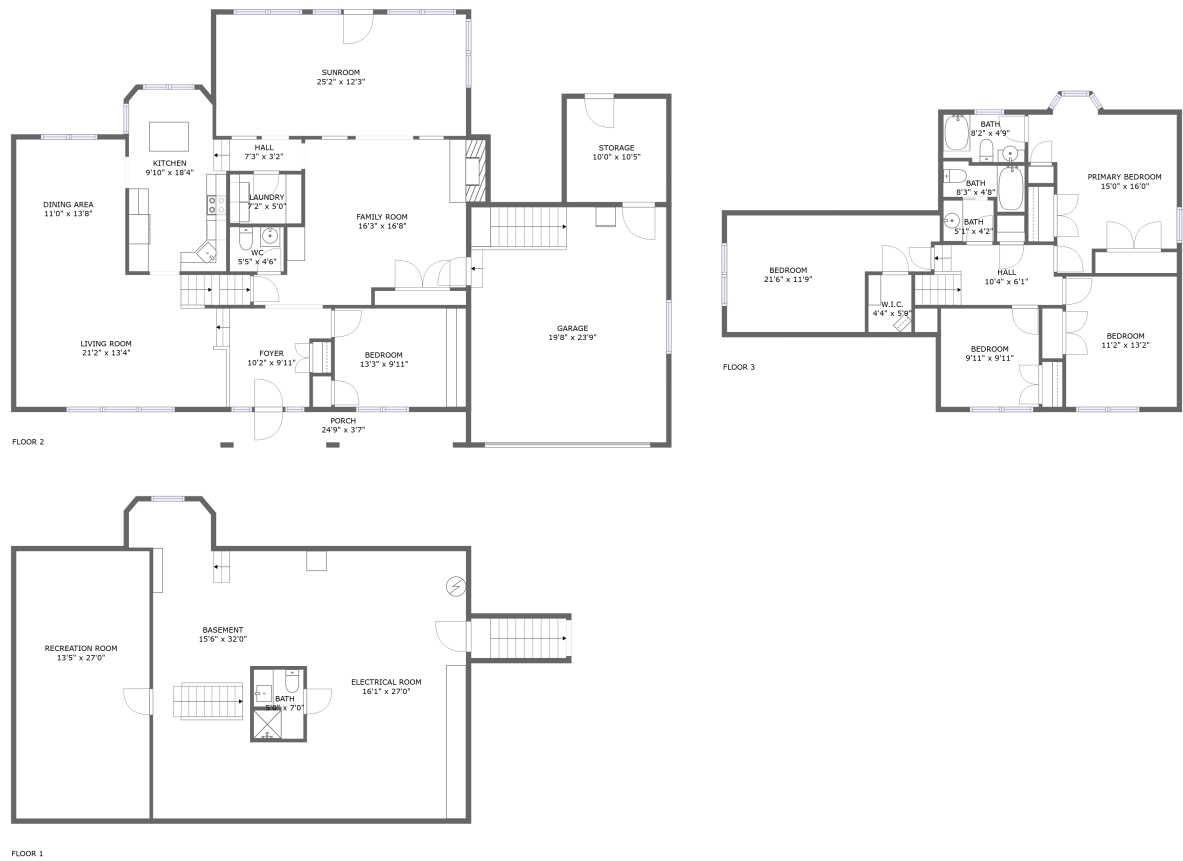 SUNROOM
25'2" x 12'3"
HALL
7'3" x 3'2"
KITCHEN
9'10" x 18'4"
LAUNDRY
7'2" x 5'0"
DINING AREA
11'0" x 13'8"
FAMILY ROOM
16'3" x 16'8"
WC
5'5" x 4'6"
STORAGE
10'0" x 10'5"
GARAGE
19'8" x 23'9"
LIVING ROOM
21'2" x 13'4"
FOYER
10'2" x 9'11"
BEDROOM
13'3" x 9'11"
PORCH
24'9" x 3'7"
FLOOR 2
BATH
8'2" x 4'9"
BATH
8'3" x 4'8"
PRIMARY BEDROOM
15'0" x 16'0"
BATH
5'1" x 4'2"
BEDROOM
21'6" x 11'9"
HALL
10'4" x 6'1"
W.I.C.
4'4" x 5'9"
BEDROOM
9'11" x 9'11"
BEDROOM
11'2" x 13'2"
FLOOR 3
RECREATION ROOM
13'5" x 27'0"
BASEMENT
15'6" x 32'0"
ELECTRICAL ROOM
16'1" x 27'0"
BATH
5'0" x 7'0"
FLOOR 1